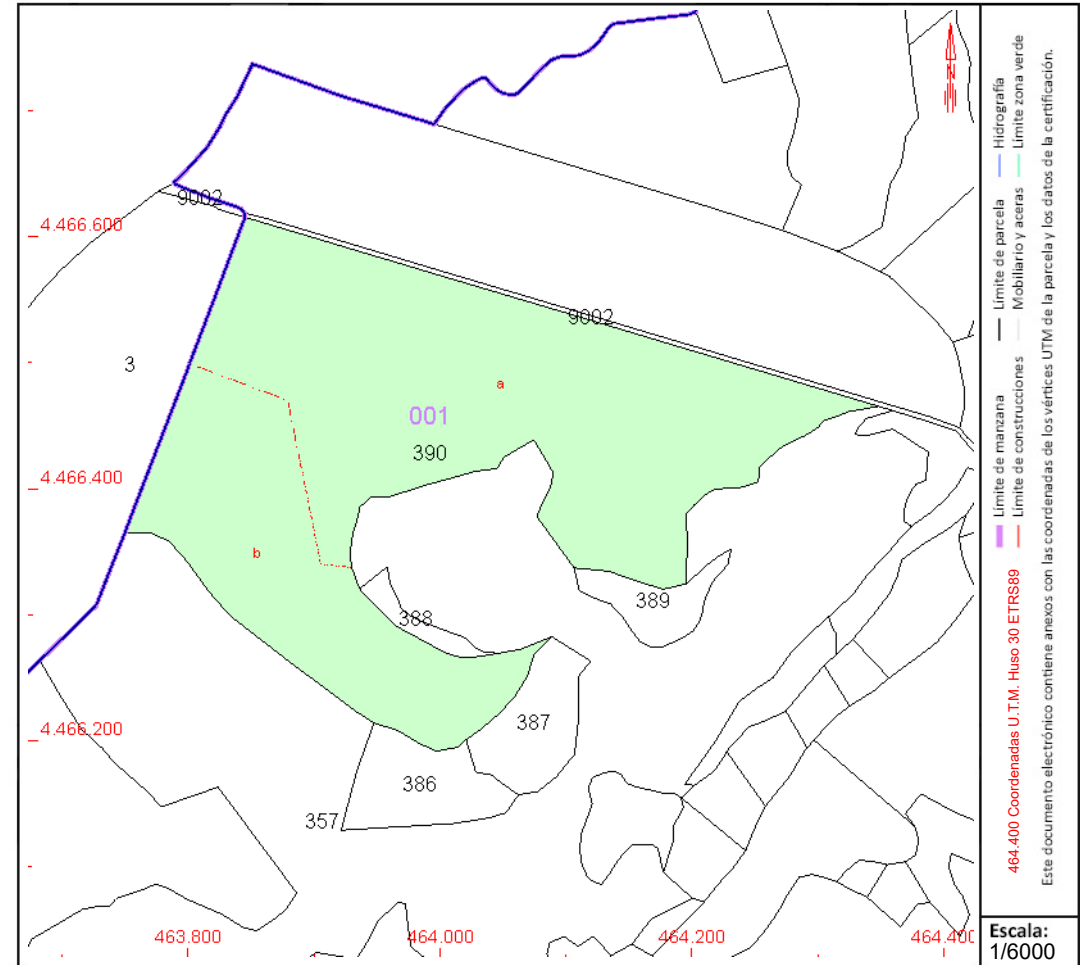 9002
4.466.600
9002
3
a
001
390
4.466.400
b
389
388
387
4.466.200
386
357
463.800
464.000
464.200
464.400
N
Hidrografía
Límite zona verde
Límite de parcela
Mobiliario y aceras
Límite de manzana
Límite de construcciones
464.400 Coordenadas U.T.M. Huso 30 ETRS89
Este documento electrónico contiene anexos con las coordenadas de los vértices UTM de la parcela y los datos de la certificación.
Escala:
1/6000